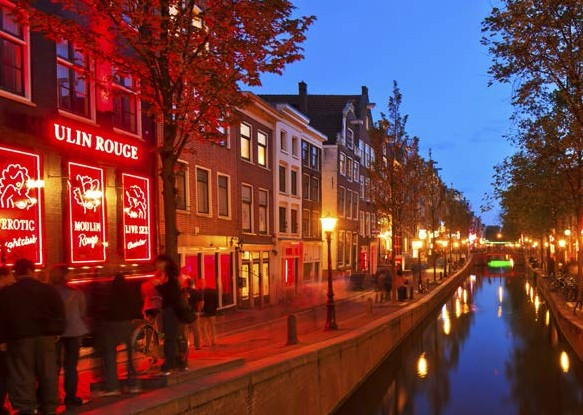 ULIN ROUGE
EROTIC
MOULIN
Rouge
LIVE SEX